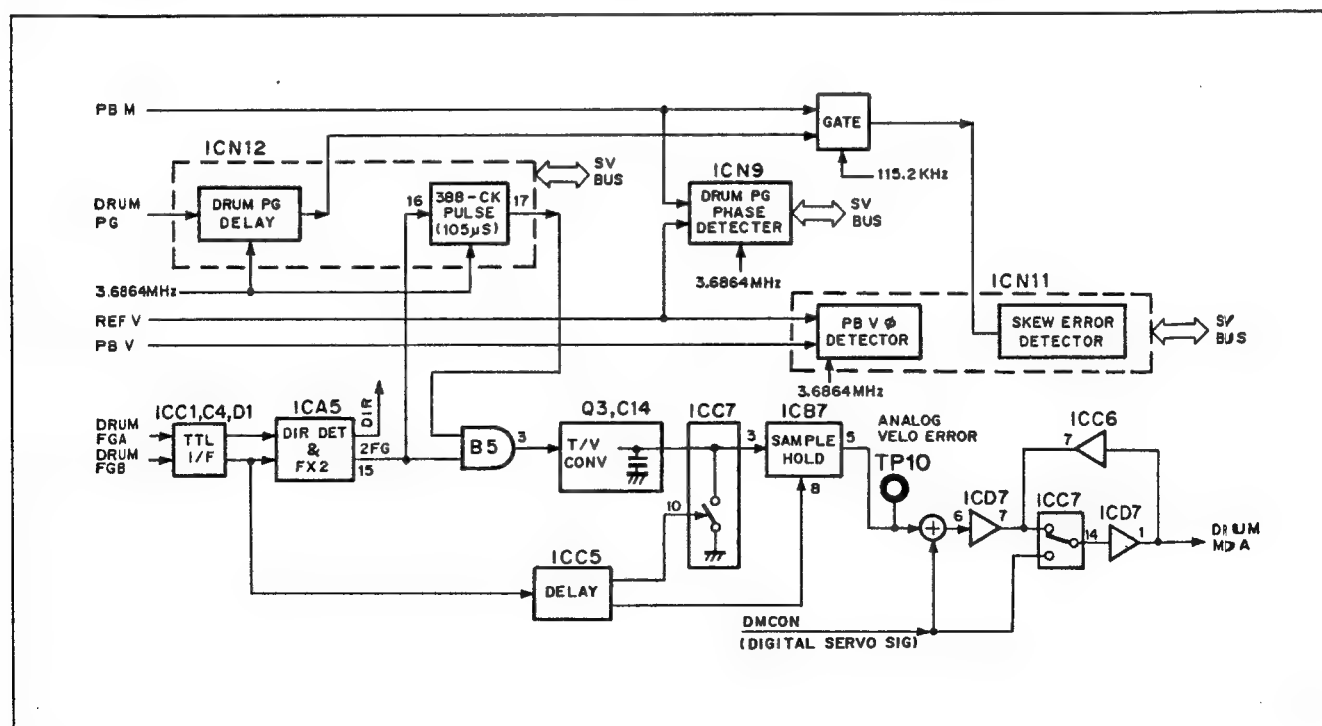 PB M
GATE
115.2KHz
ICN12
SV
BUS
DRUM
PG
DRUM PG
DELAY
16
388-CK
PULSE
(105µS)
17
ICN9
DRUM PG
PHASE
DETECTER
SV
BUS
3.6864MHz
3.6864MHz
REF V
PB V
ICN11
PB V Ø
DETECTOR
SKEW ERROR
DETECTOR
SV
BUS
3.6864MHz
ICC1,C4,D1
DRUM
FGA
DRUM
FGB
TTL
I/F
ICA5
DIR DET
&
FX2
DIR
2FG
15
B5
3
Q3,C14
T/V
CONV
ICC7
10
3
ICB7
SAMPLE
HOLD
5
8
ANALOG
VELO ERROR
TP10
6
ICD7
7
ICC6
7
ICC7
14
ICD7
1
DRUM
MDA
ICC5
DELAY
DMCON
(DIGITAL SERVO SIG)